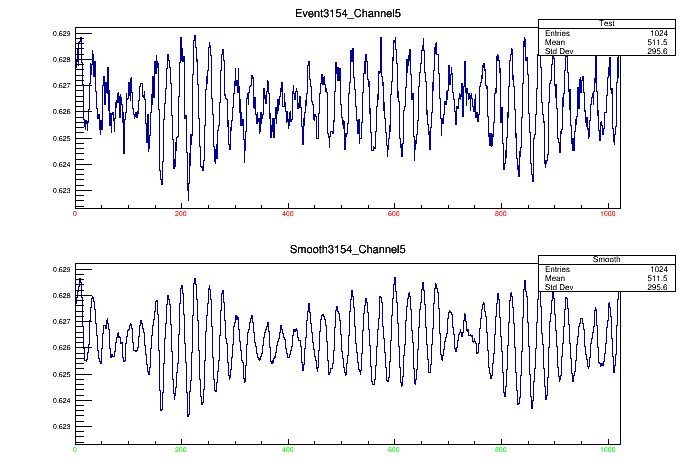 Event3154_Channel5
Test
Entries 1024
Mean 511.5
Std Dev 295.6
0.629
0.628
0.627
0.626
0.625
0.624
0.623
0 200 400 600 800 1000
Smooth3154_Channel5
Smooth
Entries 1024
Mean 511.5
Std Dev 295.6
0.629
0.628
0.627
0.626
0.625
0.624
0.623
0 200 400 600 800 1000